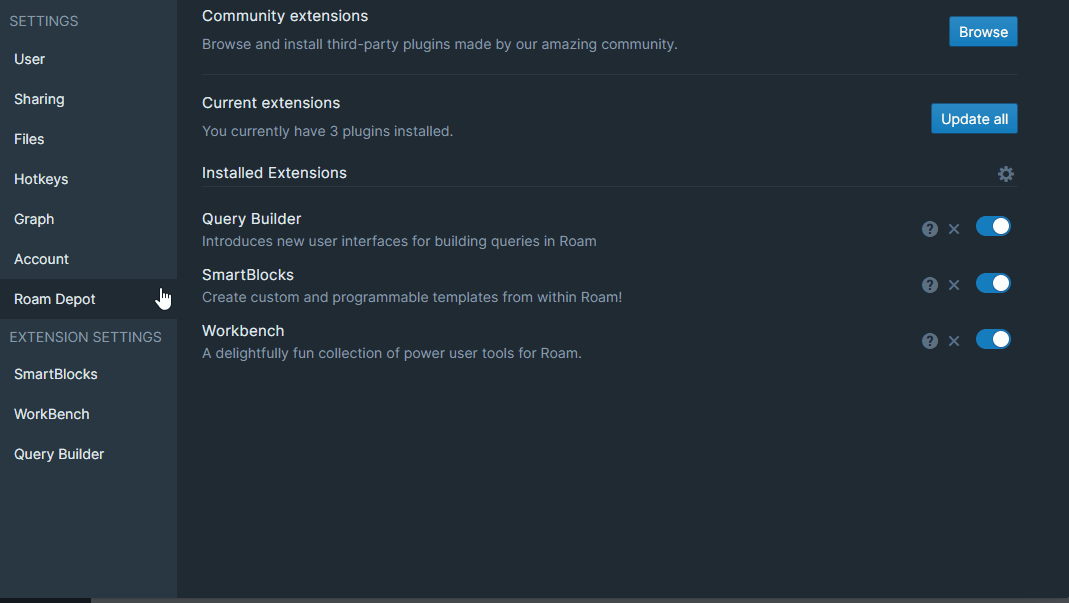 SETTINGS
User
Sharing
Files
Hotkeys
Graph
Account
Roam Depot
EXTENSION SETTINGS
SmartBlocks
WorkBench
Query Builder
Community extensions
Browse and install third-party plugins made by our amazing community.
Browse
Current extensions
You currently have 3 plugins installed.
Update all
Installed Extensions
Query Builder
Introduces new user interfaces for building queries in Roam
?
SmartBlocks
Create custom and programmable templates from within Roam!
?
Workbench
A delightfully fun collection of power user tools for Roam.
?